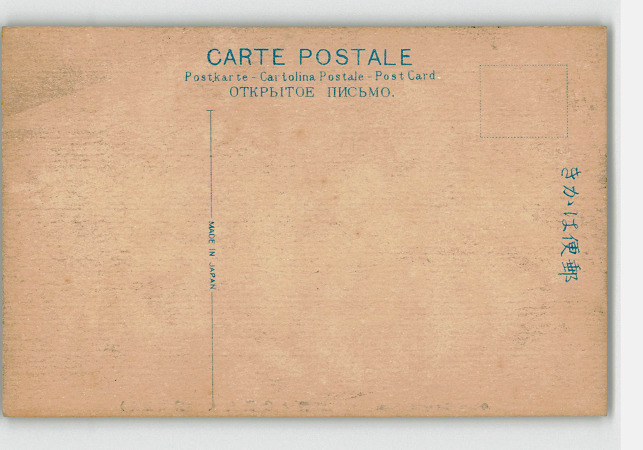 CARTE POSTALE
Postkarte - Cartolina Postale - Post Card.
ОТКРЫТОЕ ПИСЬМО.
MADE IN JAPAN
郵便はがき